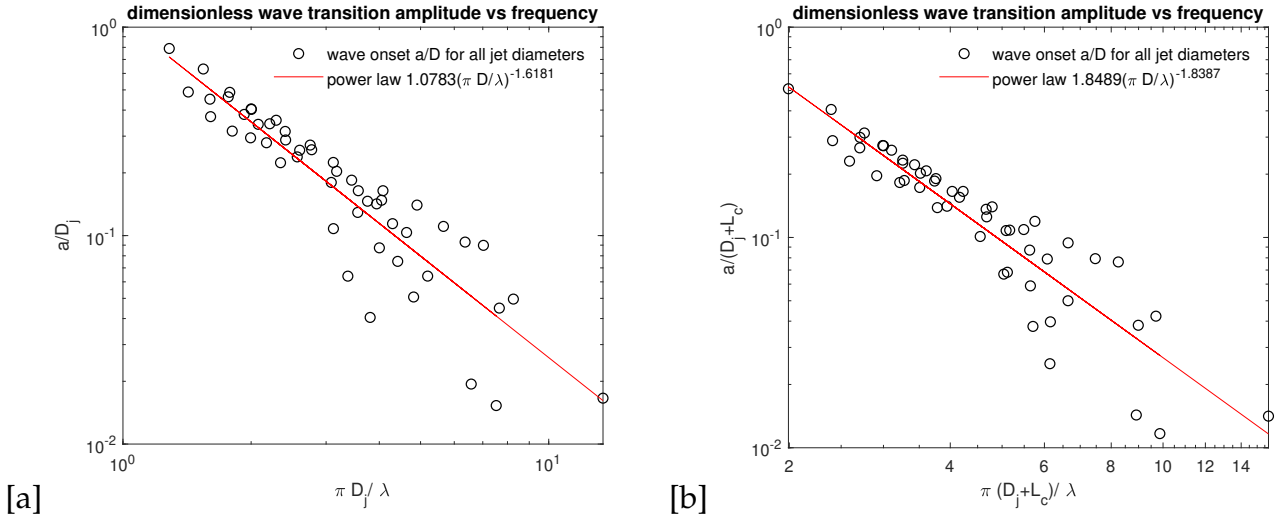 dimensionless wave transition amplitude vs frequency
10^0
wave onset a/D for all jet diameters
power law 1.0783(π D/λ)^-1.6181
a/D_j
10^-1
10^-2
10^0
10^1
π D_j/ λ
[a]
dimensionless wave transition amplitude vs frequency
10^0
wave onset a/D for all jet diameters
power law 1.8489(π D/λ)^-1.8387
a/(D_j+L_c)
10^-1
10^-2
2
4
6
8
10
12
14
π (D_j+L_c)/ λ
[b]